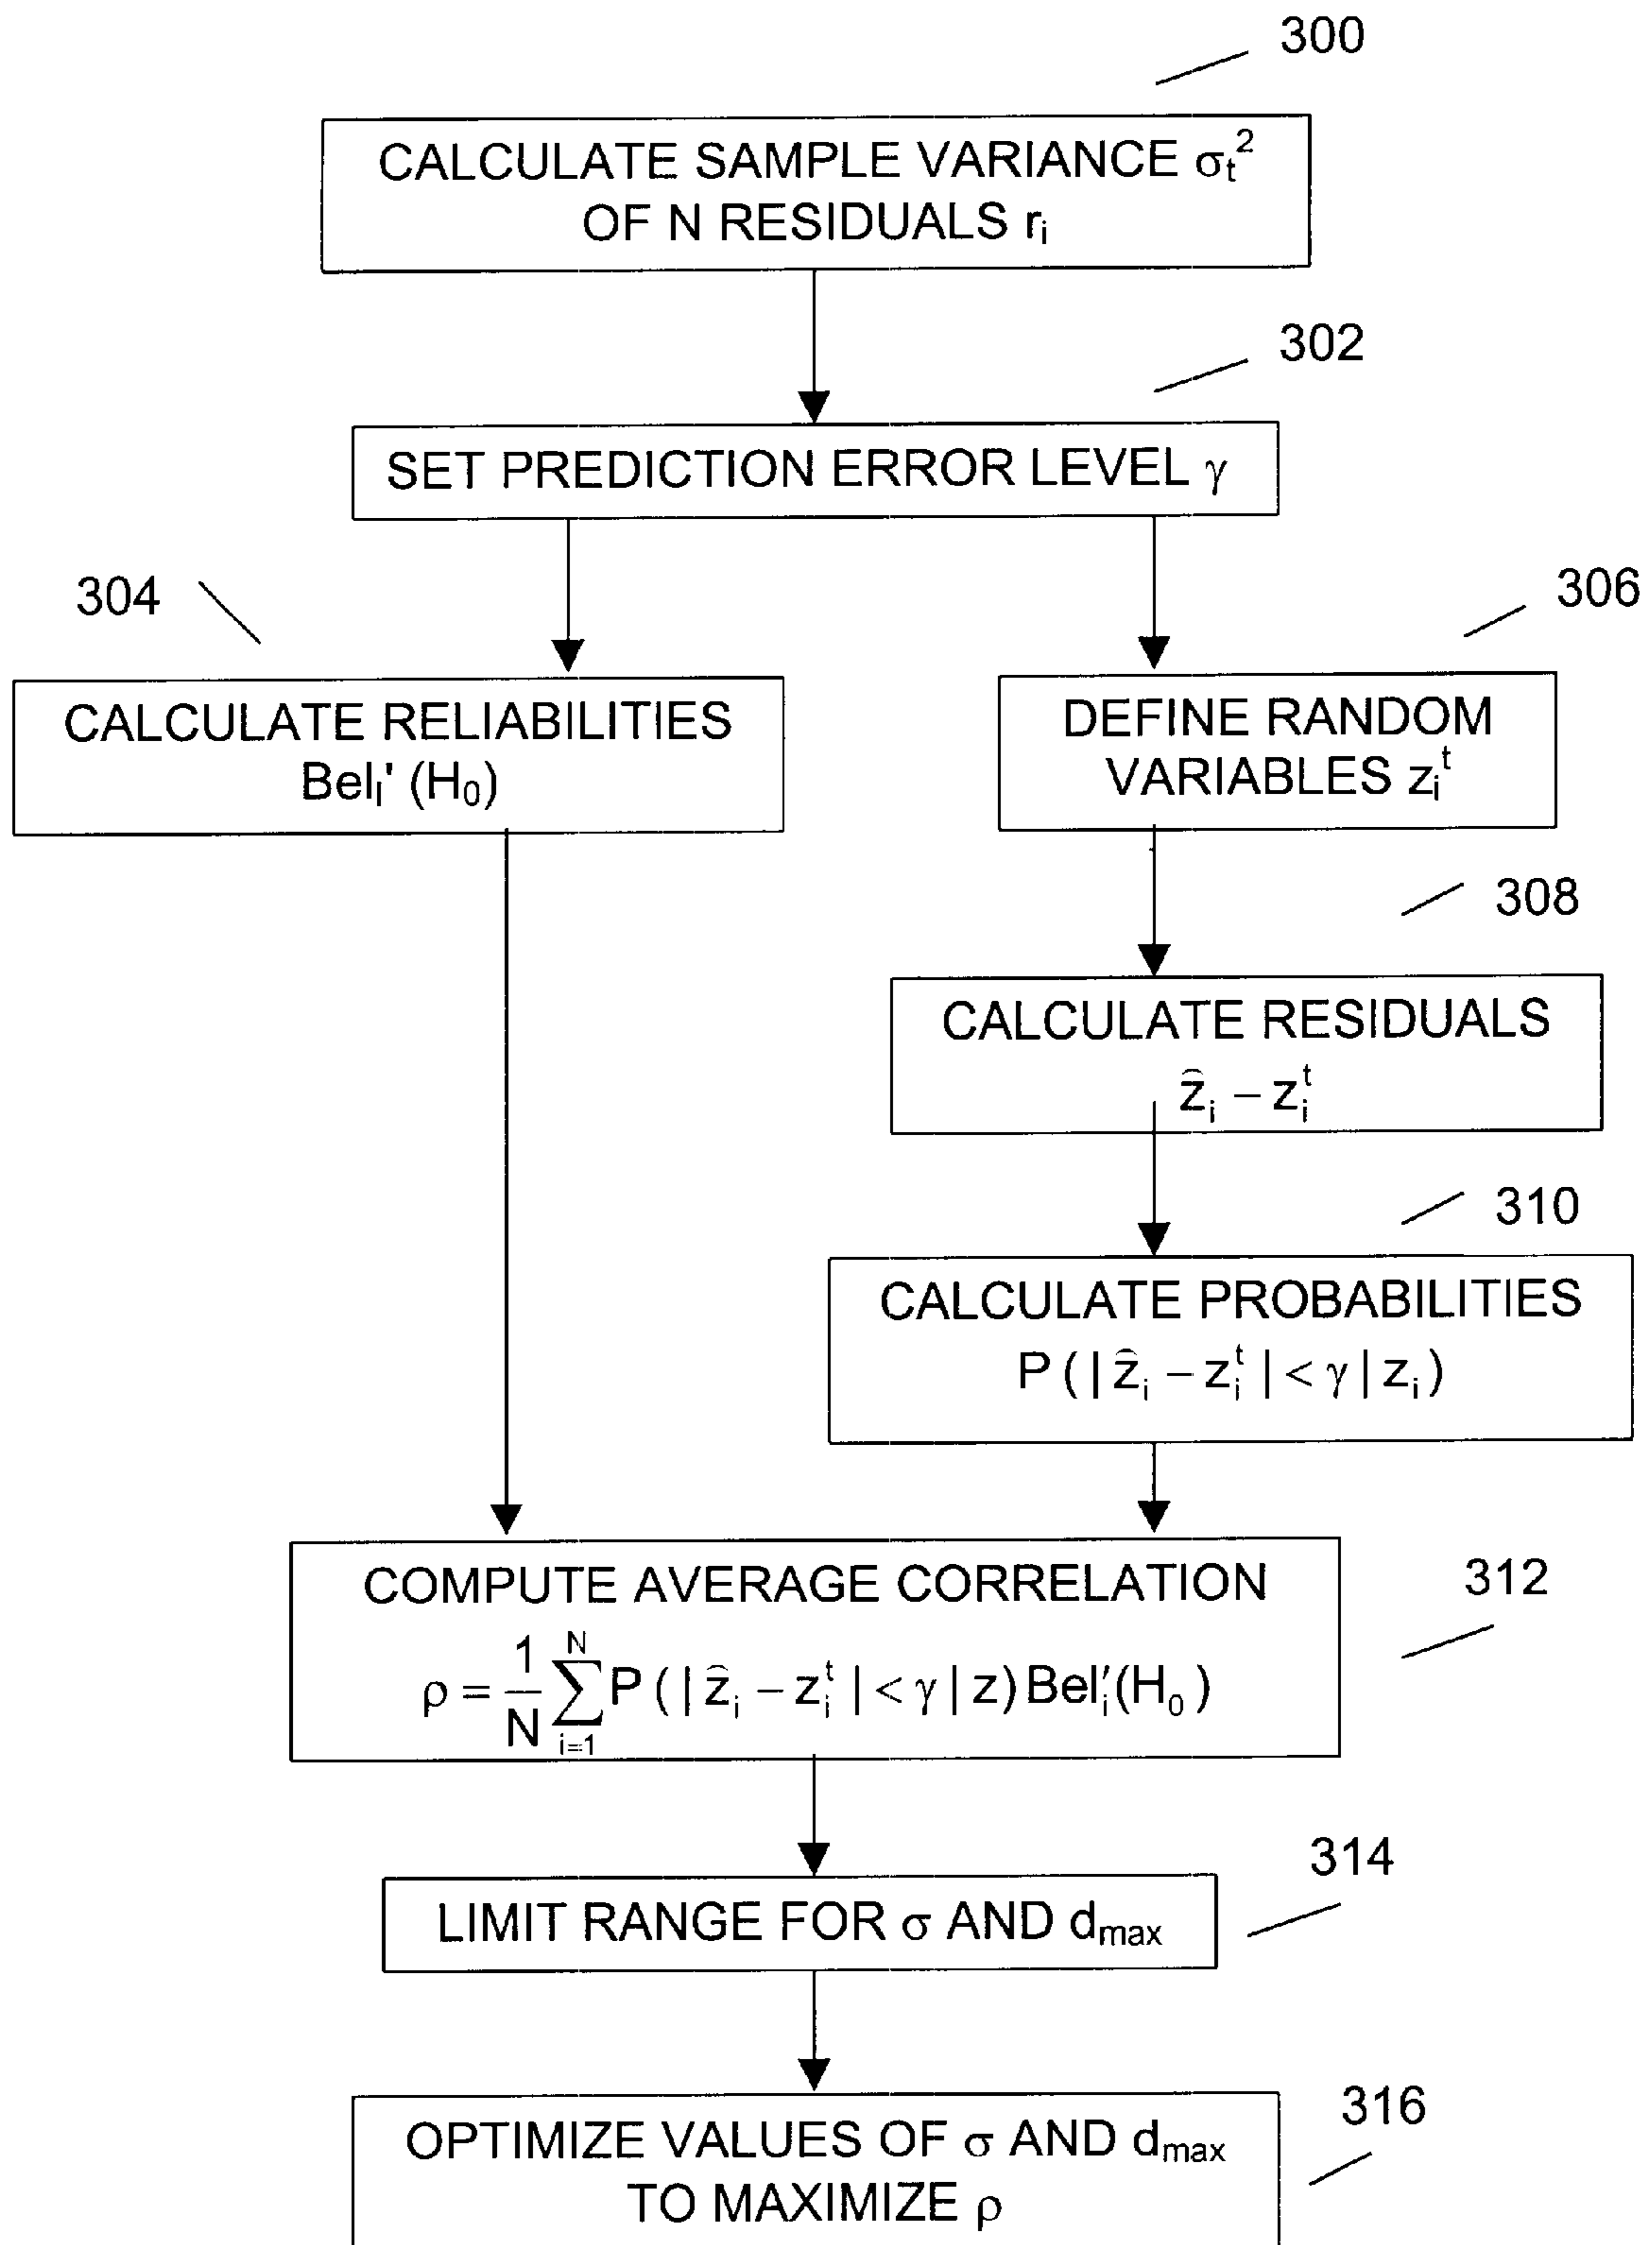 300
CALCULATE SAMPLE VARIANCE σₜ²
OF N RESIDUALS rᵢ
302
SET PREDICTION ERROR LEVEL γ
304
306
CALCULATE RELIABILITIES
Belₗ' (H₀)
DEFINE RANDOM
VARIABLES zᵢᵗ
308
CALCULATE RESIDUALS
ẑᵢ − zᵢᵗ
310
CALCULATE PROBABILITIES
P ( | ẑᵢ − zᵢᵗ | < γ | zᵢ )
COMPUTE AVERAGE CORRELATION
312
ρ = 1/N ∑ᵢ₌₁ᴺ P ( | ẑᵢ − zᵢᵗ | < γ | z ) Bel′ᵢ(H₀ )
314
LIMIT RANGE FOR σ AND dₘₐₓ
316
OPTIMIZE VALUES OF σ AND dₘₐₓ
TO MAXIMIZE ρ